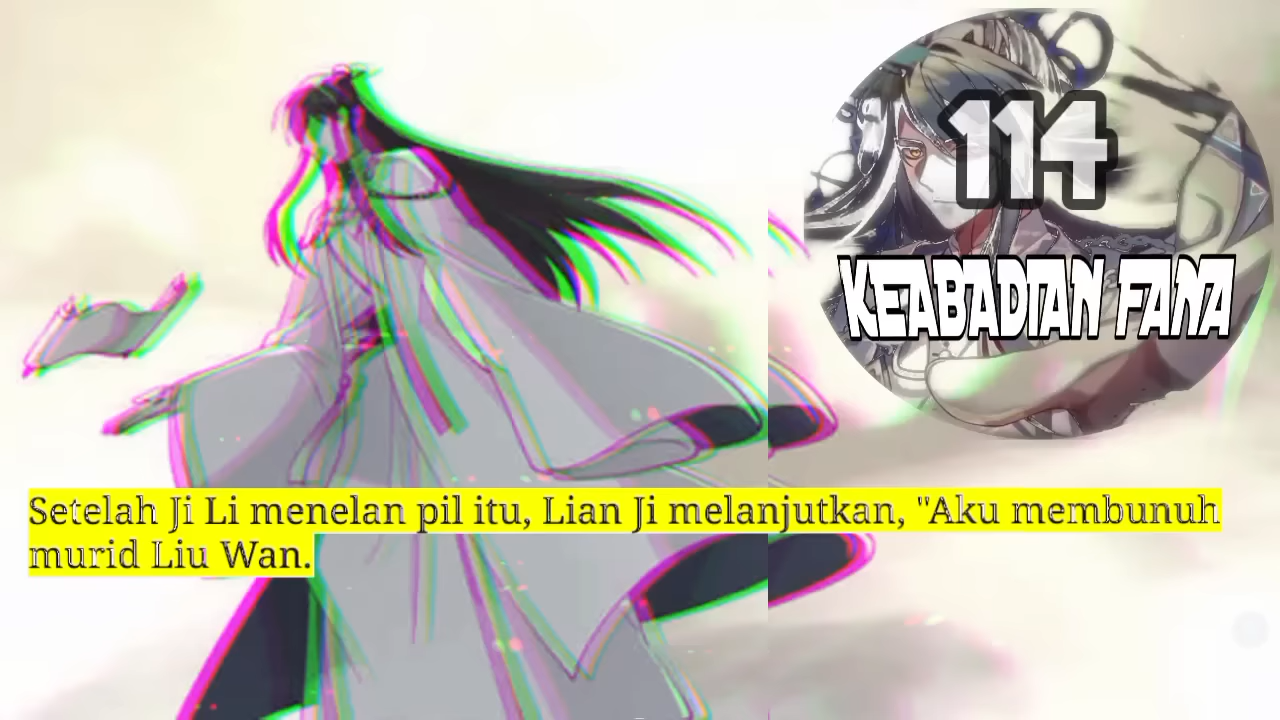 114
KEABADIAN FANA
Setelah Ji Li menelan pil itu, Lian Ji melanjutkan, "Aku membunuh
murid Liu Wan.